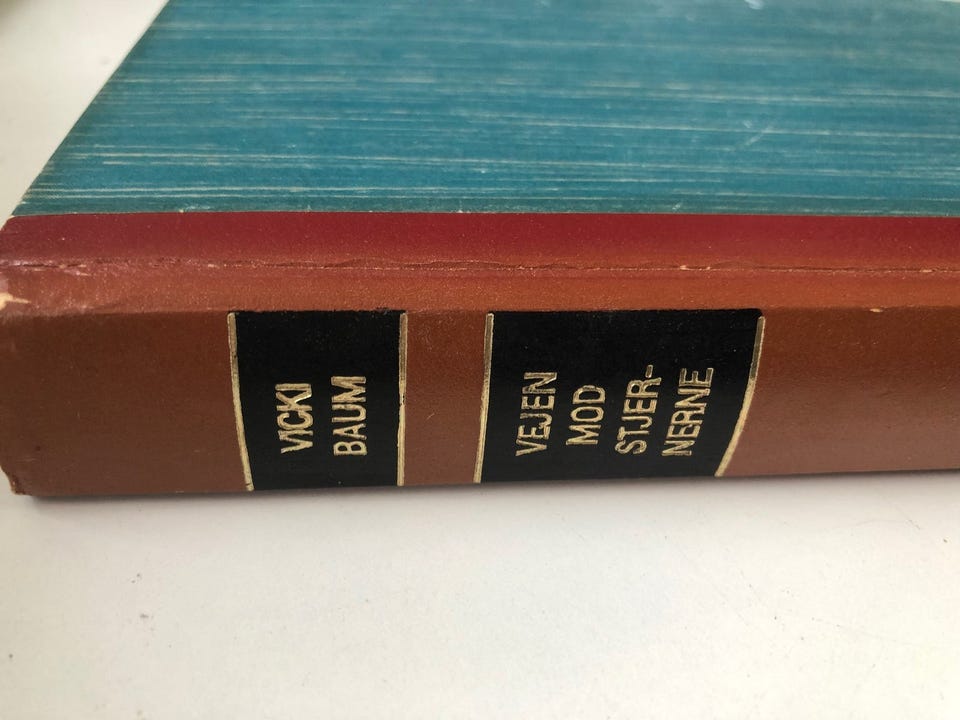 VICKI
BAUM
VEJEN
MOD
STJER-
NERNE